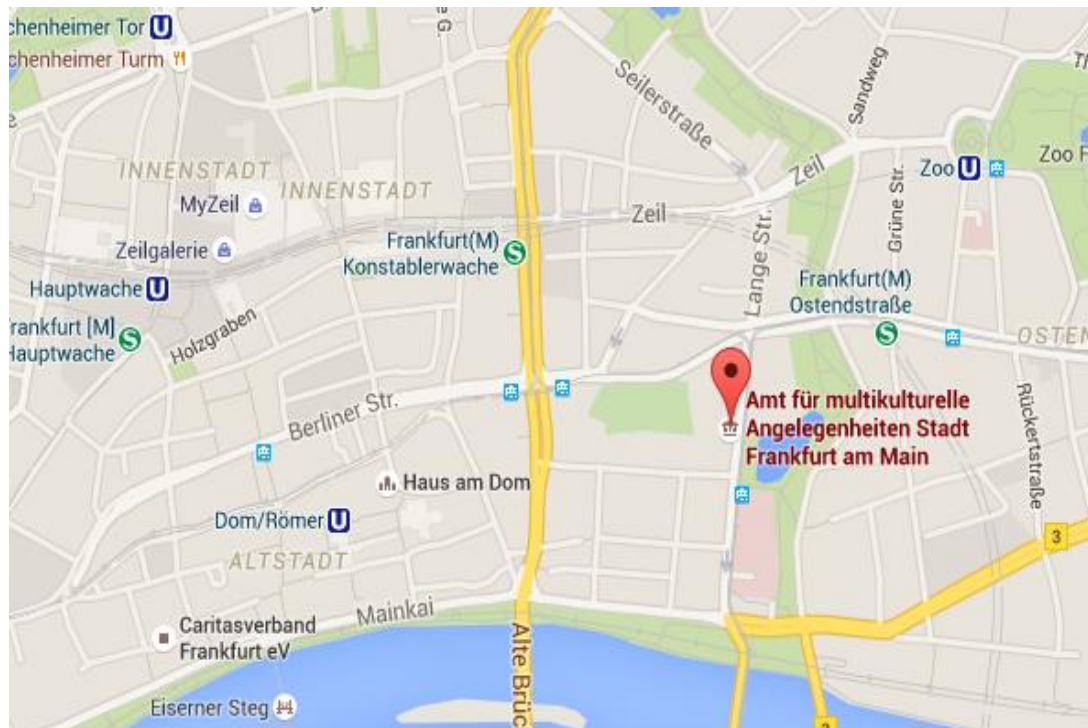 chenheimer Tor U
chenheimer Turm
e G.
Seilerstraße
Sandweg
Th
INNENSTADT
INNENSTADT
MyZeil
Zeil
Zeil
Zoo U
Zoo F
Zeilgalerie
Frankfurt(M)
Konstablerwache S
Lange Str.
Grüne Str.
Hauptwache U
Frankfurt(M)
Ostendstraße S
rankfurt [M]
Hauptwache S
Holzgraben
OSTEN
Berliner Str.
Amt für multikulturelle
Angelegenheiten Stadt
Frankfurt am Main
Rückertstraße
Haus am Dom
Dom/Römer U
3
ALTSTADT
Mainkai
Caritasverband
Frankfurt eV
Alte Brüc
Eiserner Steg